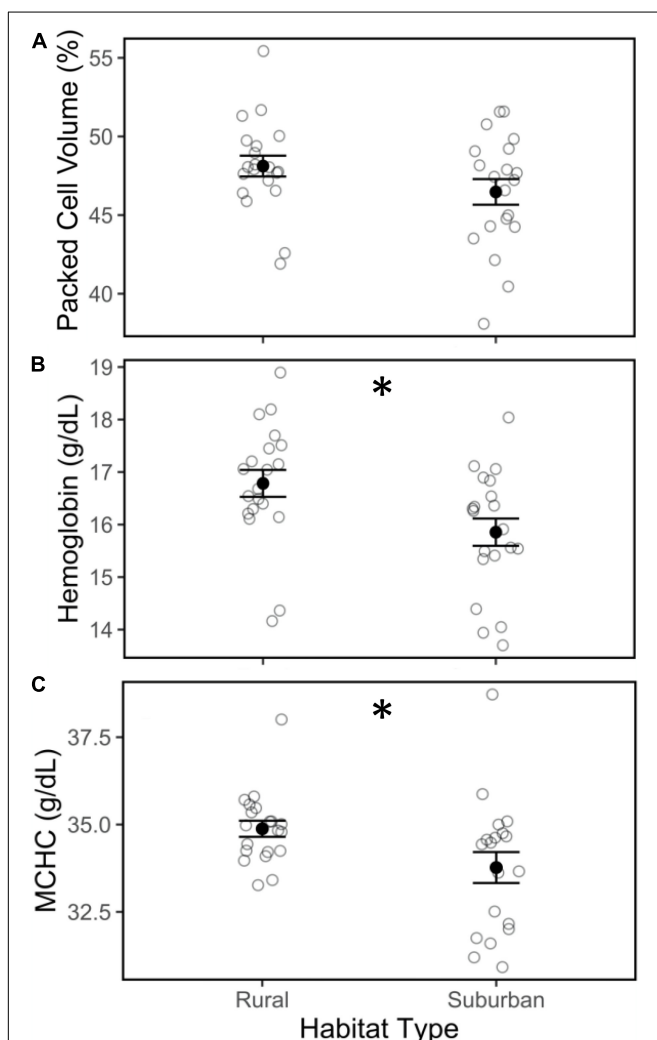 A
Packed Cell Volume (%)
55
50
45
40
B
Hemoglobin (g/dL)
19
*
18
17
16
15
14
C
MCHC (g/dL)
*
37.5
35.0
32.5
Rural Suburban
Habitat Type